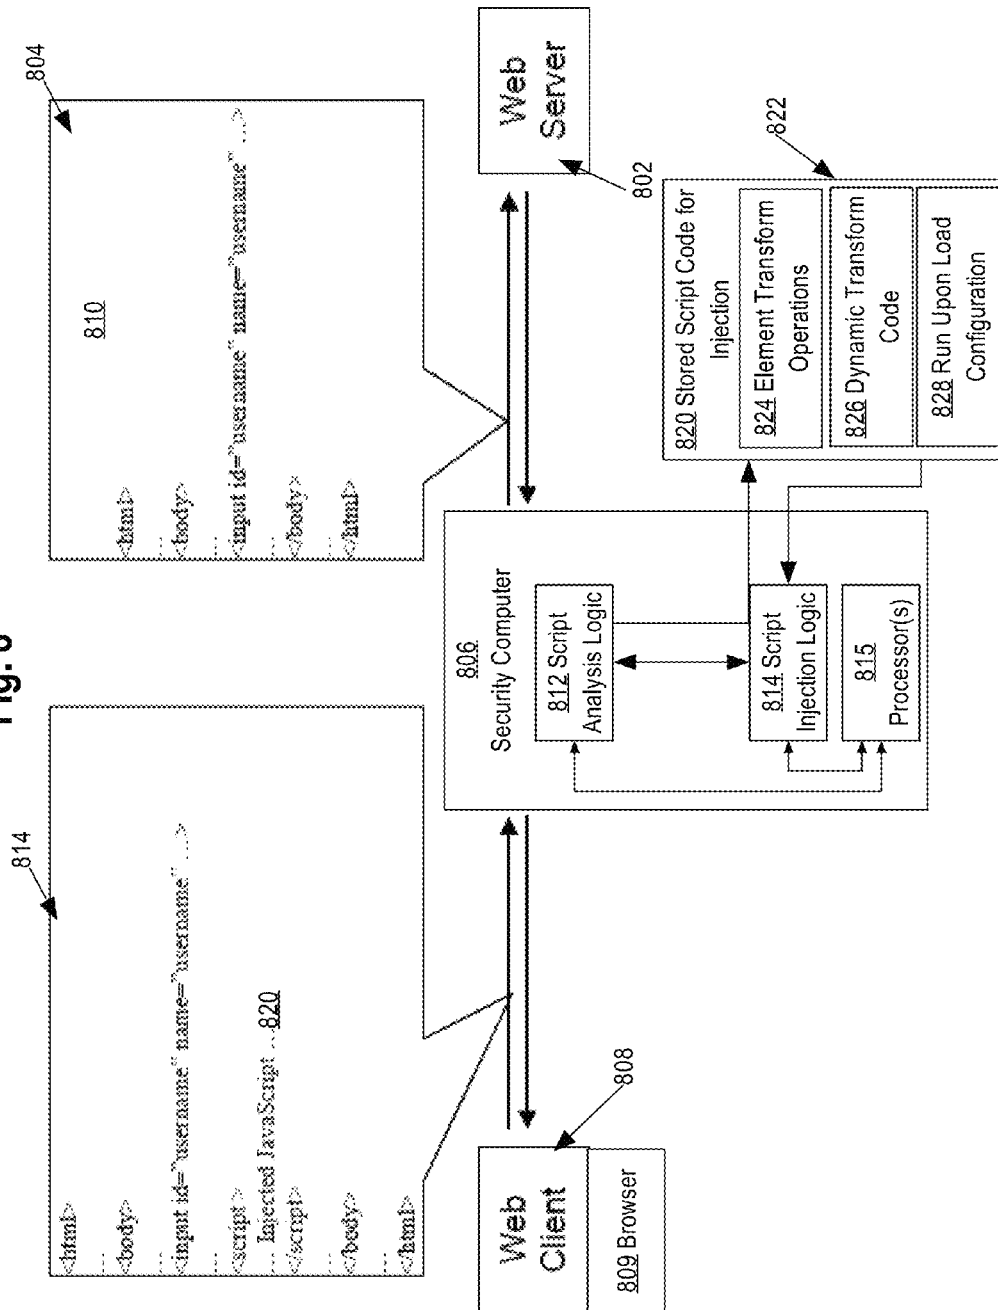 Fig. 8
814
<html>
<body>
<input id="username" name="username" ...>
<script>
Injected JavaScript ...820
</script>
</body>
</html>
804
810
<html>
<body>
<input id="username" name="username" ...>
</body>
</html>
Web
Client
809 Browser
808
806
Security Computer
812 Script
Analysis Logic
814 Script
Injection Logic
815
Processor(s)
Web
Server
802
822
820 Stored Script Code for
Injection
824 Element Transform
Operations
826 Dynamic Transform
Code
828 Run Upon Load
Configuration